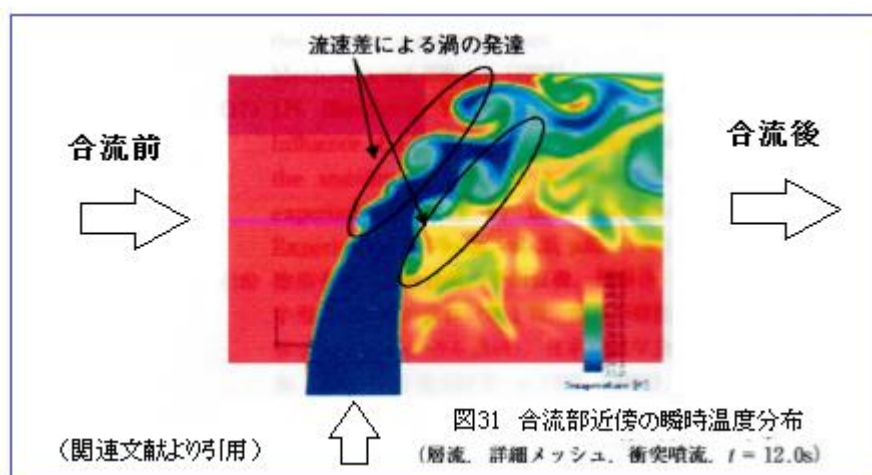 流速差による渦の発達
合流前
合流後
図31 合流部近傍の瞬時温度分布
（関連文献より引用）
(層流，詳細メッシュ，衝突噴流，t = 12.0s)